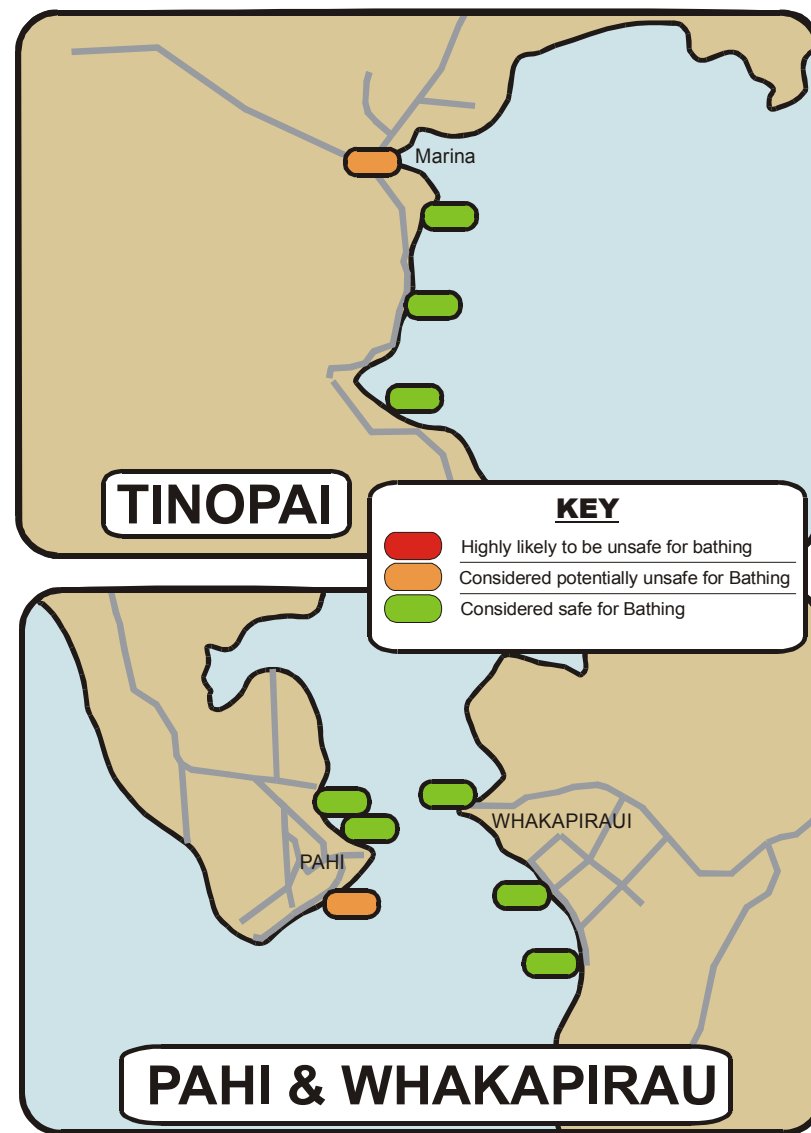 Marina
TINOPAI
KEY
Highly likely to be unsafe for bathing
Considered potentially unsafe for Bathing
Considered safe for Bathing
WHAKAPIRAUI
PAHI
PAHI & WHAKAPIRAU